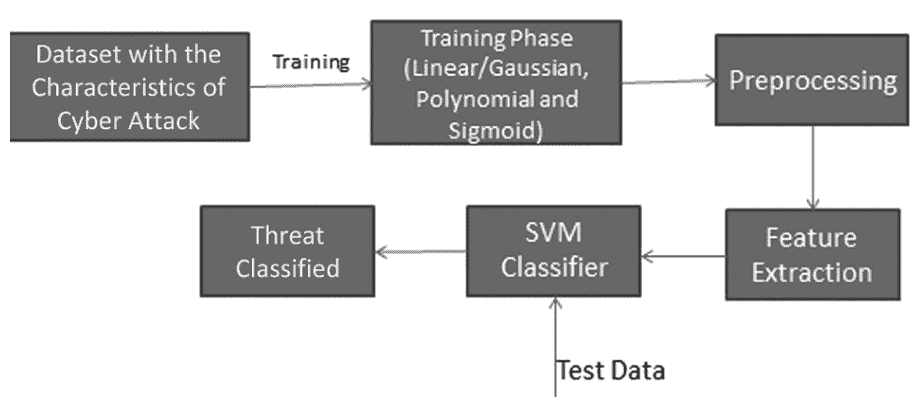 Dataset with the
Characteristics of
Cyber Attack
Training
Training Phase
(Linear/Gaussian,
Polynomial and
Sigmoid)
Preprocessing
Feature
Extraction
SVM
Classifier
Threat
Classified
Test Data